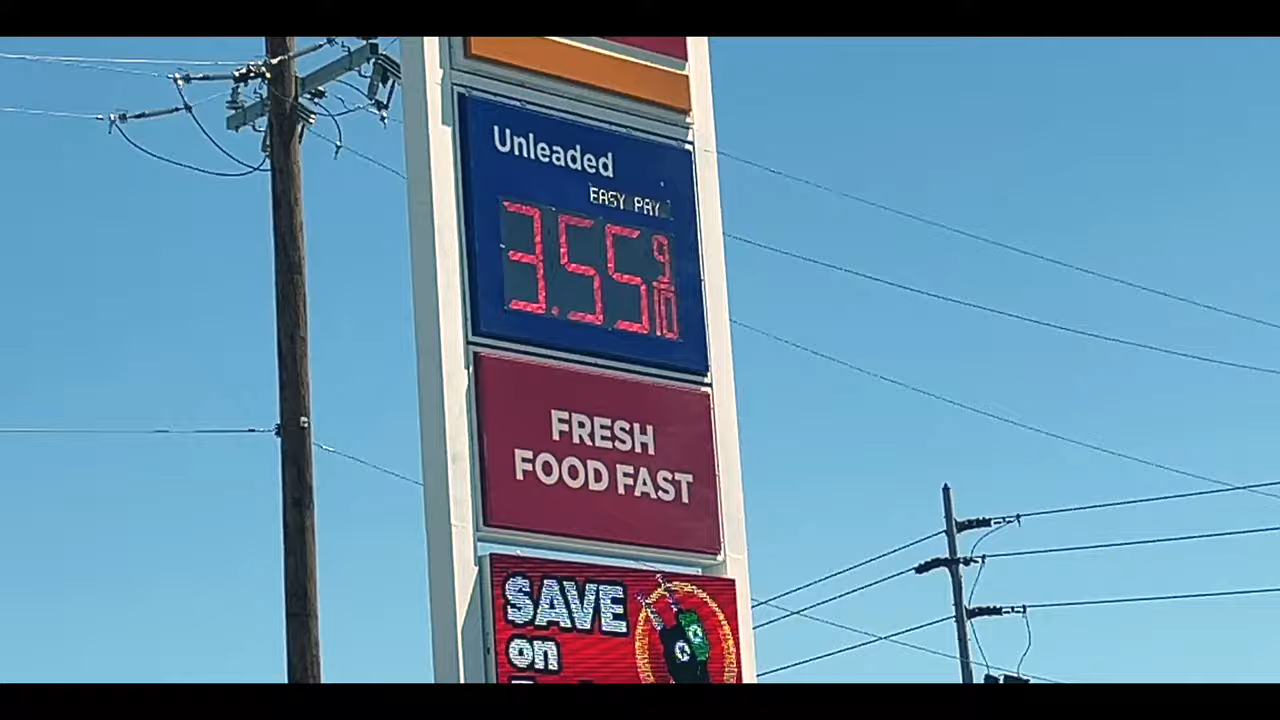 Unleaded
EASY PAY
3.55 9/10
FRESH
FOOD FAST
SAVE
on